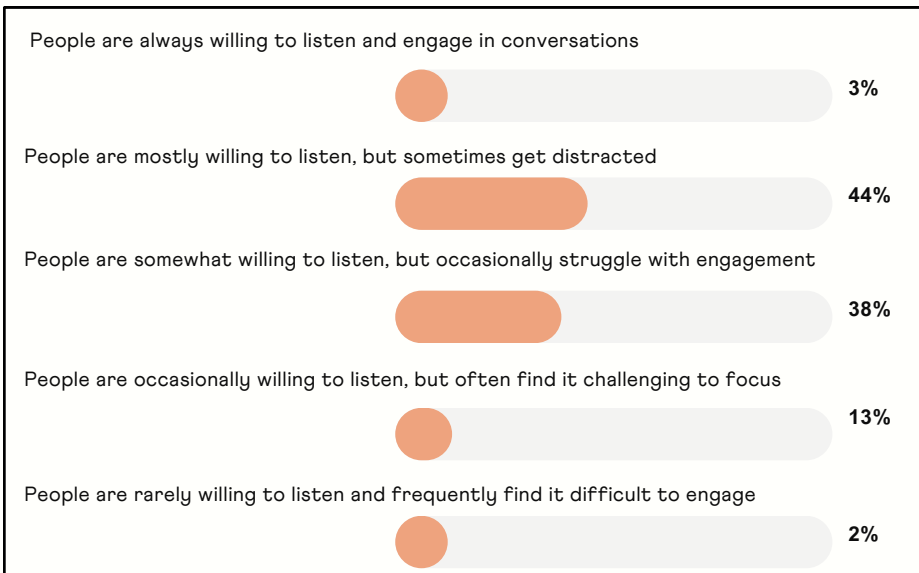 People are always willing to listen and engage in conversations
3%
People are mostly willing to listen, but sometimes get distracted
44%
People are somewhat willing to listen, but occasionally struggle with engagement
38%
People are occasionally willing to listen, but often find it challenging to focus
13%
People are rarely willing to listen and frequently find it difficult to engage
2%